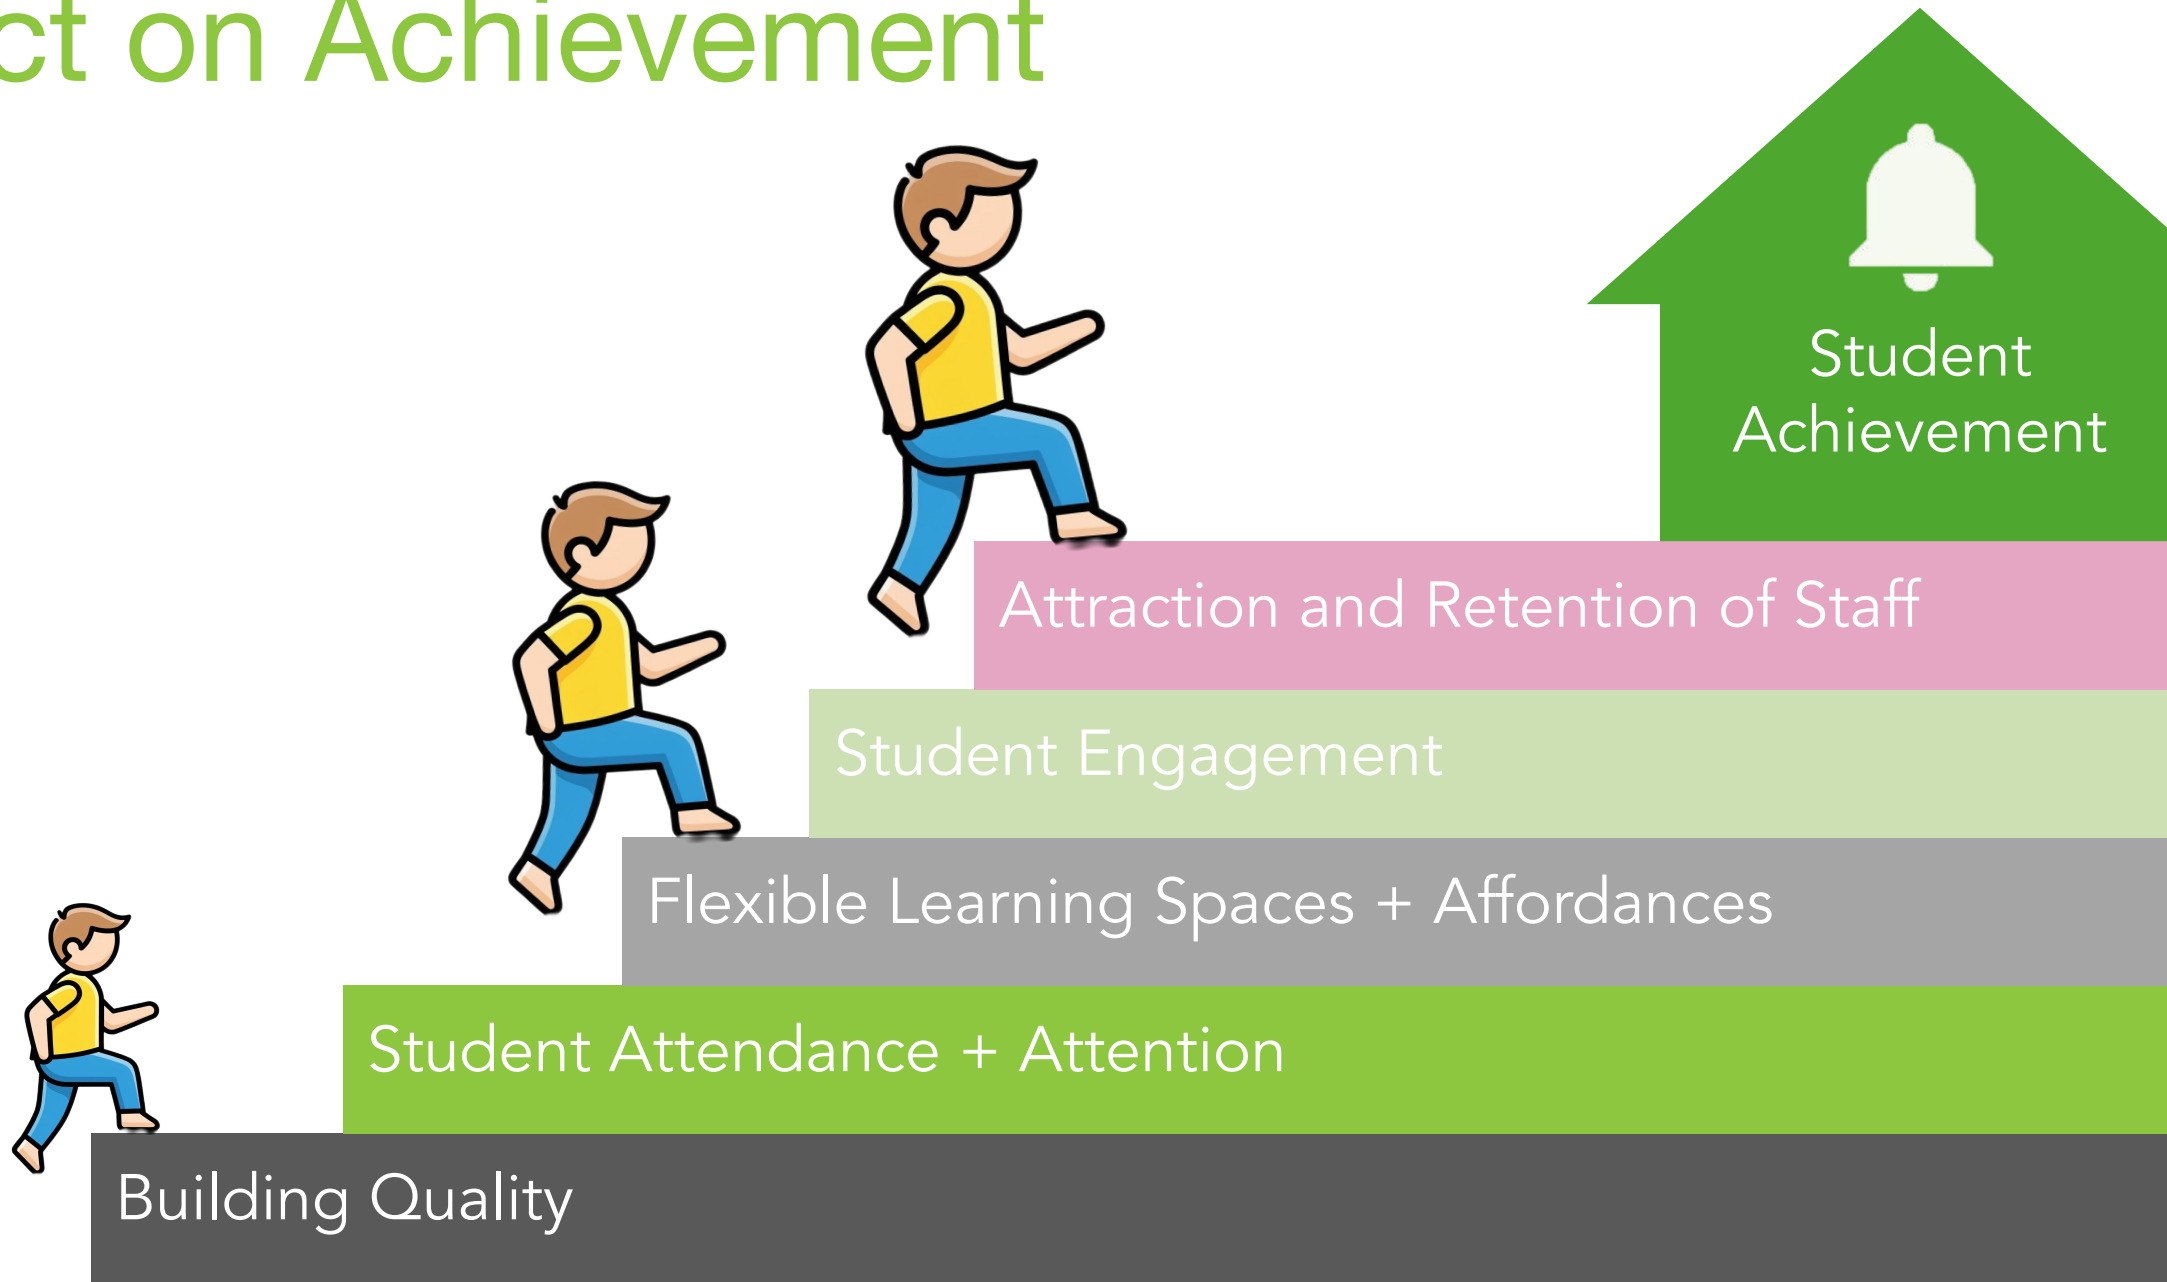 ct on Achievement
Student
Achievement
Attraction and Retention of Staff
Student Engagement
Flexible Learning Spaces + Affordances
Student Attendance + Attention
Building Quality